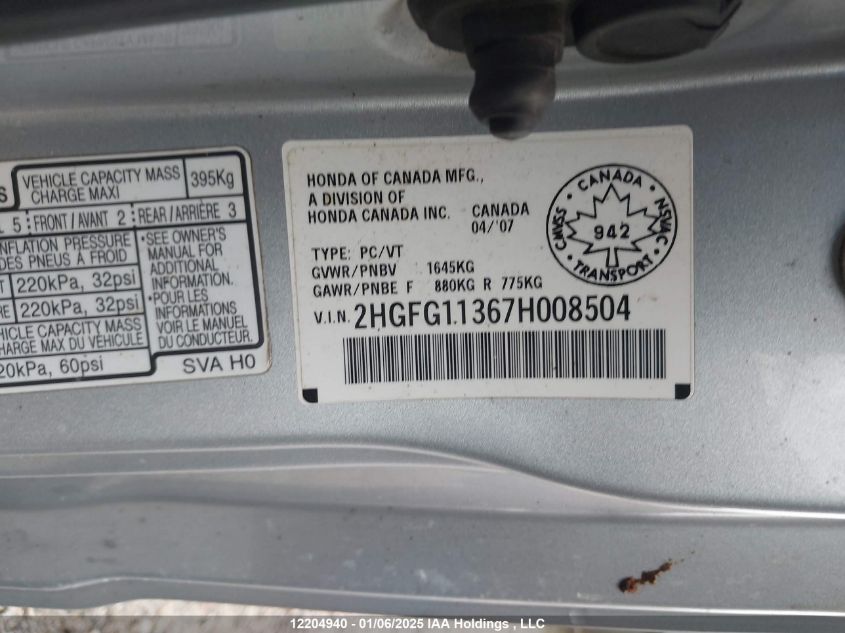 S VEHICLE CAPACITY MASS 395Kg
CHARGE MAXI
L 5 FRONT/AVANT 2 REAR/ARRIÈRE 3
INFLATION PRESSURE
DES PNEUS À FROID
220kPa, 32psi
RE 220kPa, 32psi
VEHICLE CAPACITY MASS
CHARGE MAX DU VÉHICULE
20kPa, 60psi
•SEE OWNER'S
MANUAL FOR
ADDITIONAL
INFORMATION.
•POUR LES
INFORMATION,
VOIR LE MANUEL
DU CONDUCTEUR.
SVA H0
HONDA OF CANADA MFG.,
A DIVISION OF
HONDA CANADA INC. CANADA
04/'07
TYPE: PC/VT
GVWR/PNBV 1645KG
GAWR/PNBE F 880KG R 775KG
V.I.N. 2HGFG11367H008504
CANADA
CMVSS 942 NSVAC
TRANSPORT
12204940 - 01/06/2025 IAA Holdings , LLC